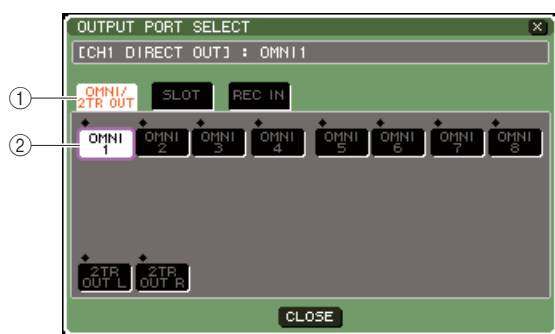 OUTPUT PORT SELECT
[CH1 DIRECT OUT] : OMNI1
① OMNI/ 2TR OUT SLOT REC IN
② OMNI 1 OMNI 2 OMNI 3 OMNI 4 OMNI 5 OMNI 6 OMNI 7 OMNI 8
2TR OUT L 2TR OUT R
CLOSE